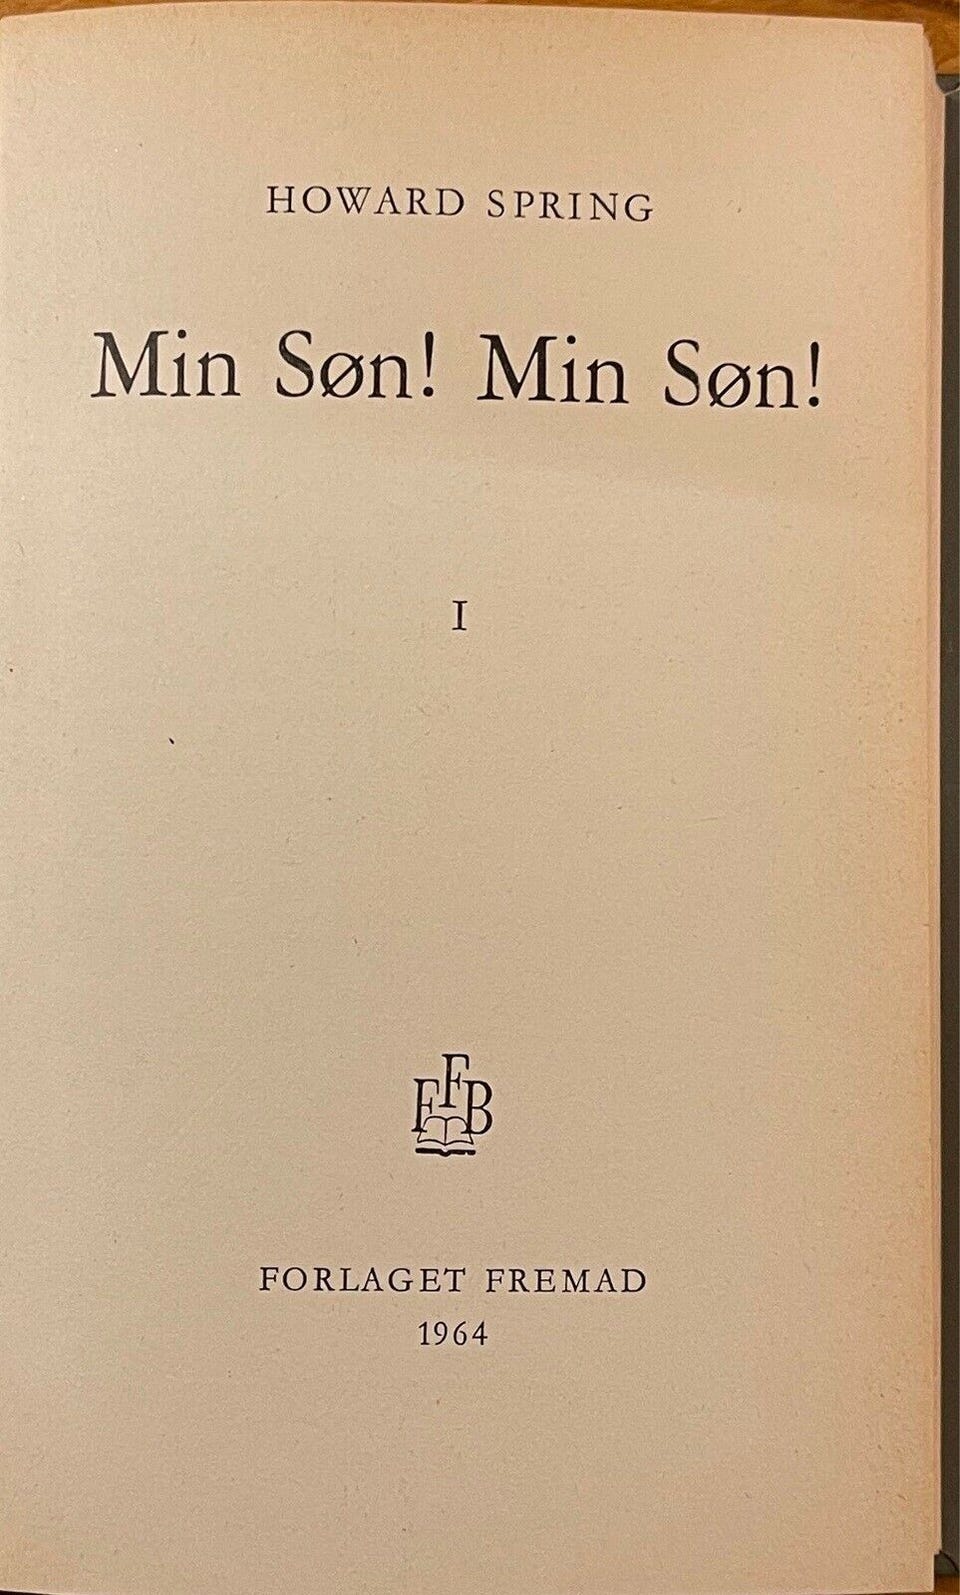 HOWARD SPRING
Min Søn! Min Søn!
I
FFB
FORLAGET FREMAD
1964